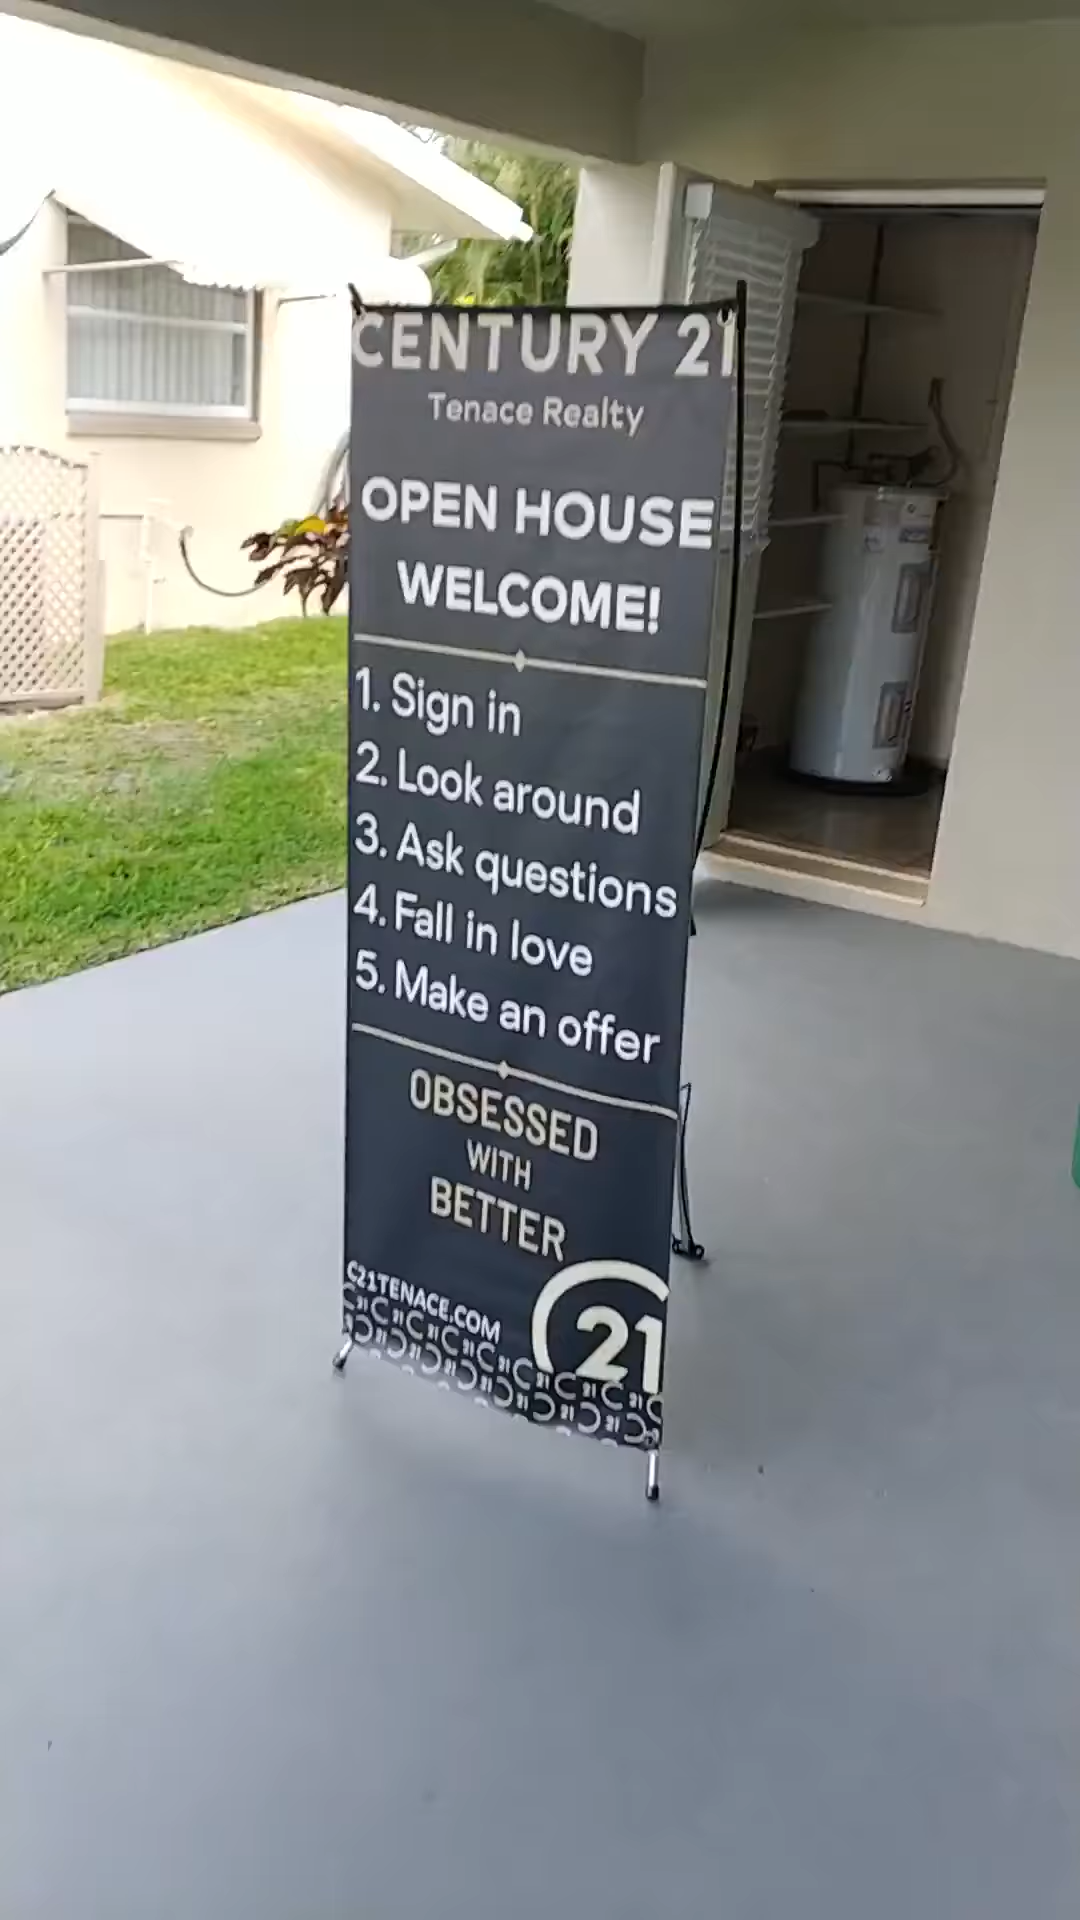 CENTURY 21
Tenace Realty
OPEN HOUSE
WELCOME!
1. Sign in
2. Look around
3. Ask questions
4. Fall in love
5. Make an offer
OBSESSED
WITH
BETTER
C21TENACE.COM
21